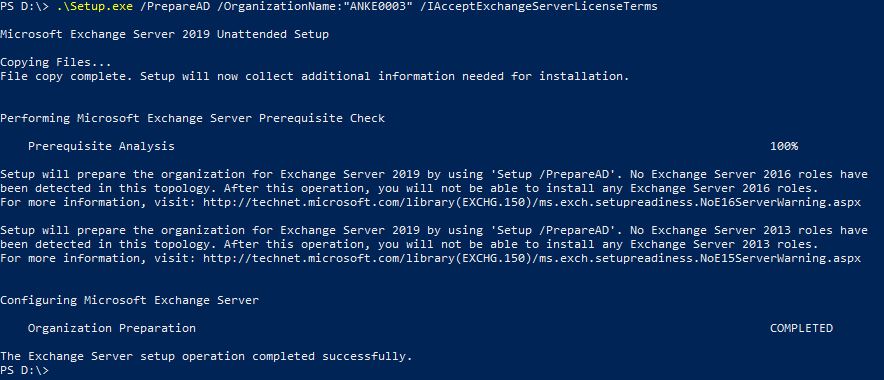 PS D:\> .\Setup.exe /PrepareAD /OrganizationName:"ANKE0003" /IAcceptExchangeServerLicenseTerms
Microsoft Exchange Server 2019 Unattended Setup
Copying Files...
File copy complete. Setup will now collect additional information needed for installation.
Performing Microsoft Exchange Server Prerequisite Check
Prerequisite Analysis 100%
Setup will prepare the organization for Exchange Server 2019 by using 'Setup /PrepareAD'. No Exchange Server 2016 roles have
been detected in this topology. After this operation, you will not be able to install any Exchange Server 2016 roles.
For more information, visit: http://technet.microsoft.com/library(EXCHG.150)/ms.exch.setupreadiness.NoE16ServerWarning.aspx
Setup will prepare the organization for Exchange Server 2019 by using 'Setup /PrepareAD'. No Exchange Server 2013 roles have
been detected in this topology. After this operation, you will not be able to install any Exchange Server 2013 roles.
For more information, visit: http://technet.microsoft.com/library(EXCHG.150)/ms.exch.setupreadiness.NoE15ServerWarning.aspx
Configuring Microsoft Exchange Server
Organization Preparation COMPLETED
The Exchange Server setup operation completed successfully.
PS D:\>